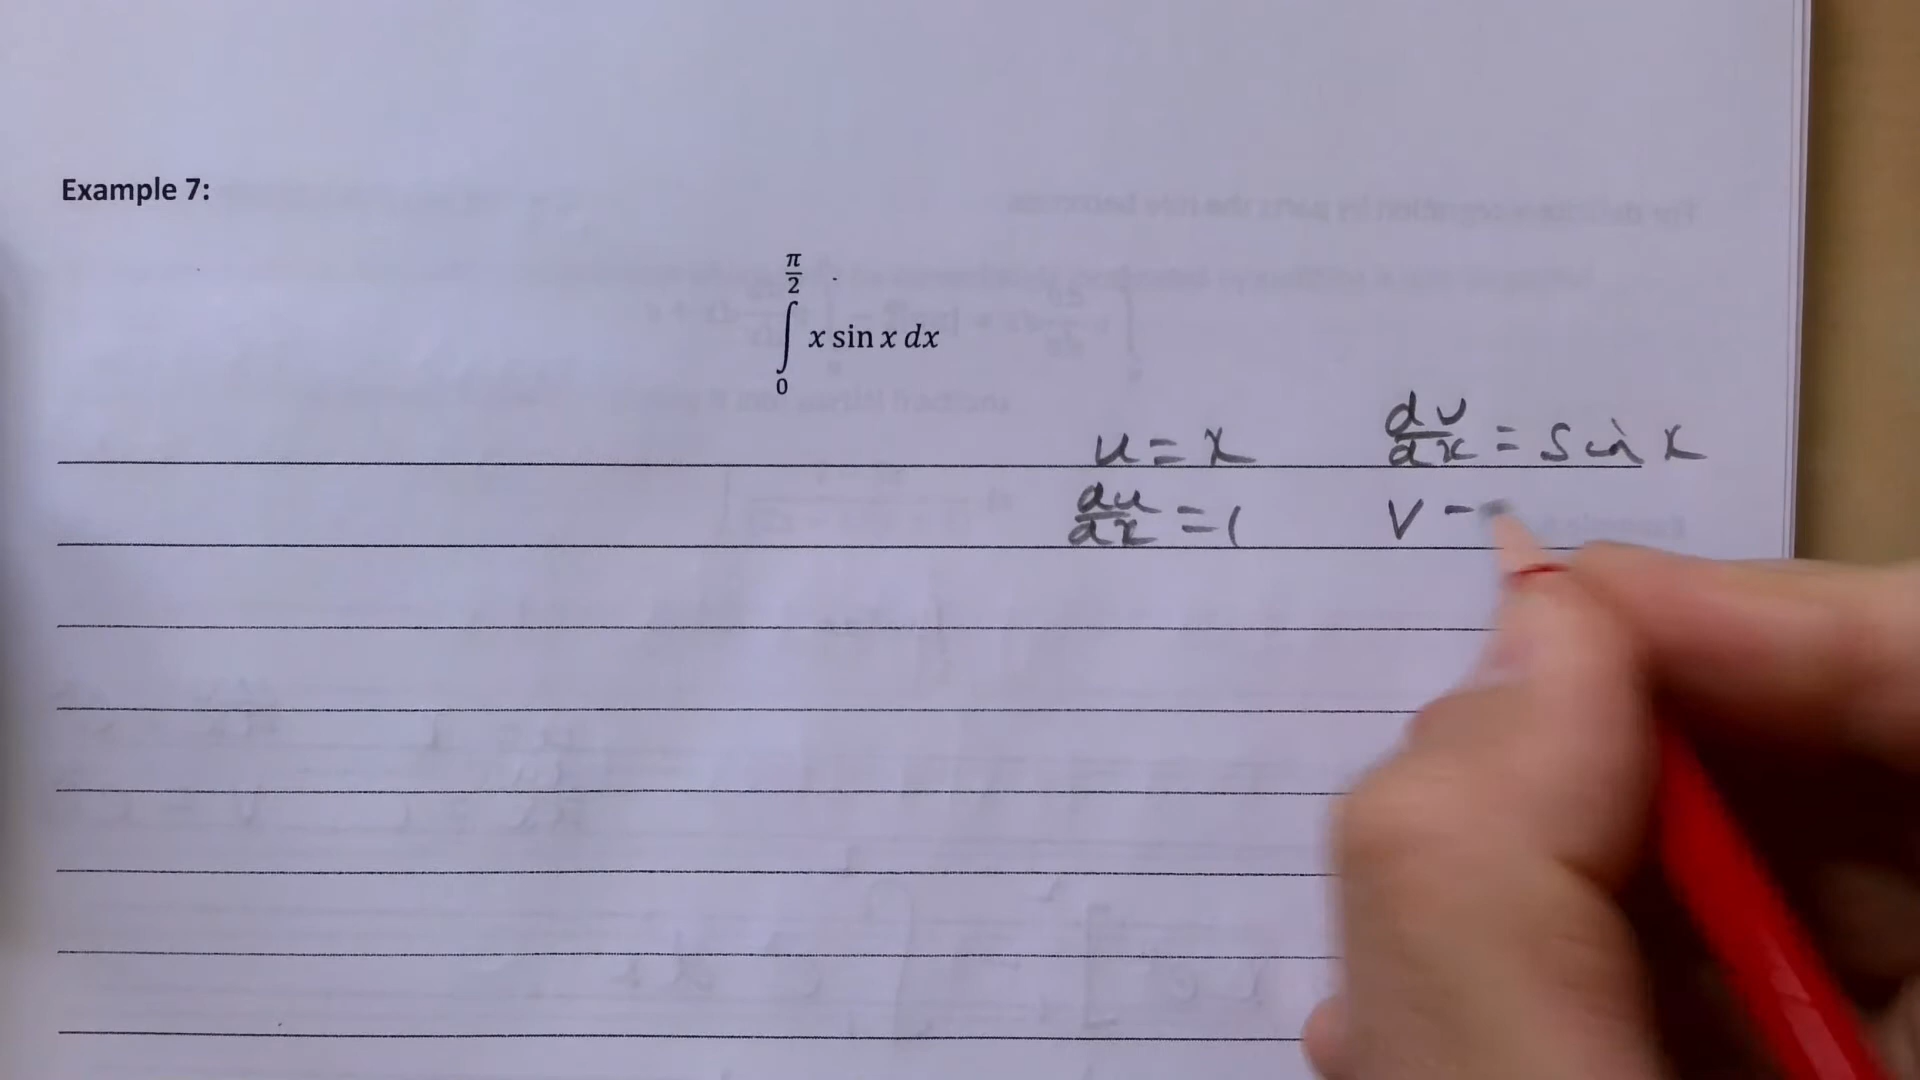 Example 7:
π/2
∫ x sin x dx
0
u = x   dv/dx = sin x
du/dx = 1   v =